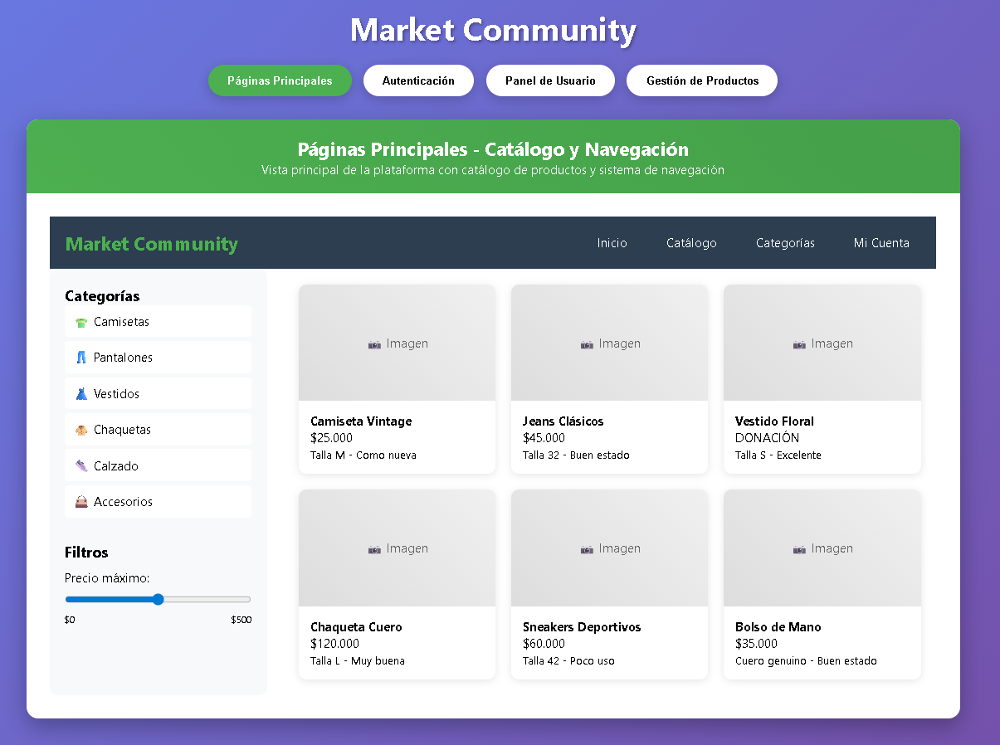 Market Community
Páginas Principales
Autenticación
Panel de Usuario
Gestión de Productos
Páginas Principales - Catálogo y Navegación
Vista principal de la plataforma con catálogo de productos y sistema de navegación
Market Community
Inicio
Catálogo
Categorías
Mi Cuenta
Categorías
Camisetas
Pantalones
Vestidos
Chaquetas
Calzado
Accesorios
Filtros
Precio máximo:
$0
$500
Imagen
Camiseta Vintage
$25.000
Talla M - Como nueva
Imagen
Jeans Clásicos
$45.000
Talla 32 - Buen estado
Imagen
Vestido Floral
DONACIÓN
Talla S - Excelente
Imagen
Chaqueta Cuero
$120.000
Talla L - Muy buena
Imagen
Sneakers Deportivos
$60.000
Talla 42 - Poco uso
Imagen
Bolso de Mano
$35.000
Cuero genuino - Buen estado